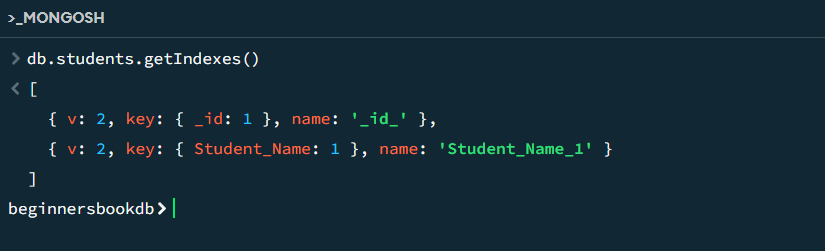 >_MONGOSH
> db.students.getIndexes()
< [
{ v: 2, key: { _id: 1 }, name: '_id_' },
{ v: 2, key: { Student_Name: 1 }, name: 'Student_Name_1' }
]
beginnersbookdb>